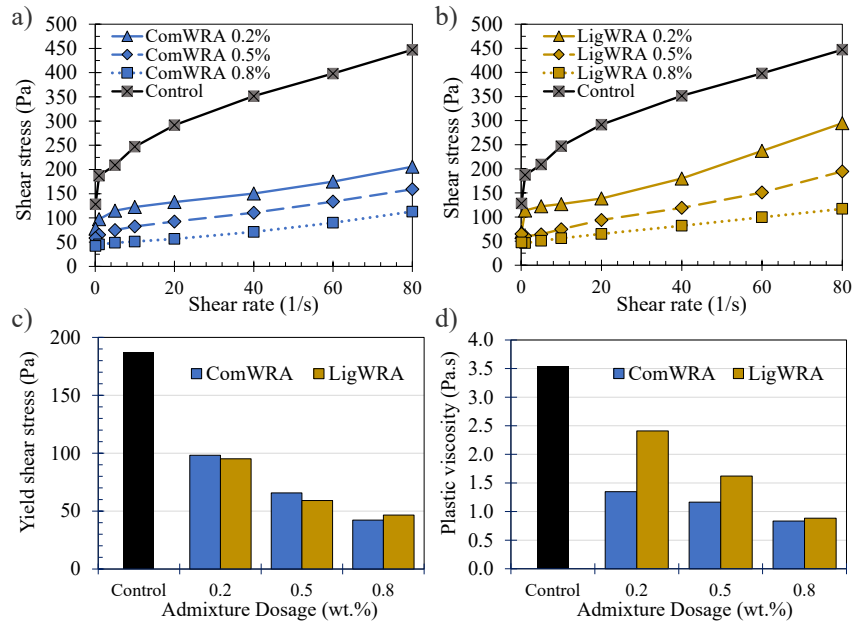 a)
500
450
400
350
300
250
200
150
100
50
0
Shear stress (Pa)
ComWRA 0.2%
ComWRA 0.5%
ComWRA 0.8%
Control
0 20 40 60 80
Shear rate (1/s)
b)
500
450
400
350
300
250
200
150
100
50
0
Shear stress (Pa)
LigWRA 0.2%
LigWRA 0.5%
LigWRA 0.8%
Control
0 20 40 60 80
Shear rate (1/s)
c)
200
150
100
50
0
Yield shear stress (Pa)
ComWRA LigWRA
Control 0.2 0.5 0.8
Admixture Dosage (wt.%)
d)
4.0
3.5
3.0
2.5
2.0
1.5
1.0
0.5
0.0
Plastic viscosity (Pa.s)
ComWRA LigWRA
Control 0.2 0.5 0.8
Admixture Dosage (wt.%)